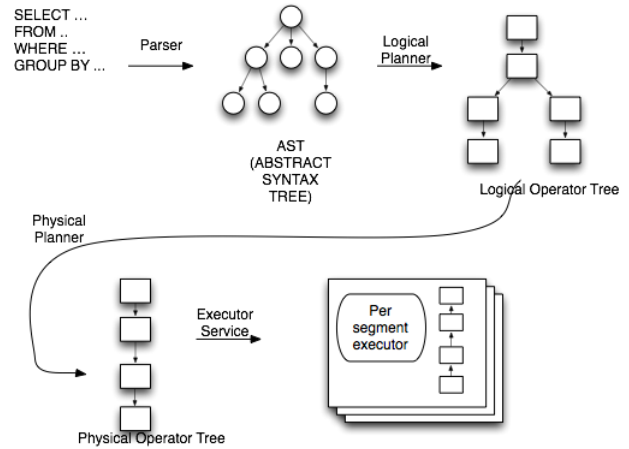 SELECT ...
FROM ..
WHERE ...
GROUP BY ...
Parser
Logical
Planner
AST
(ABSTRACT
SYNTAX
TREE)
Logical Operator Tree
Physical
Planner
Executor
Service
Per
segment
executor
Physical Operator Tree